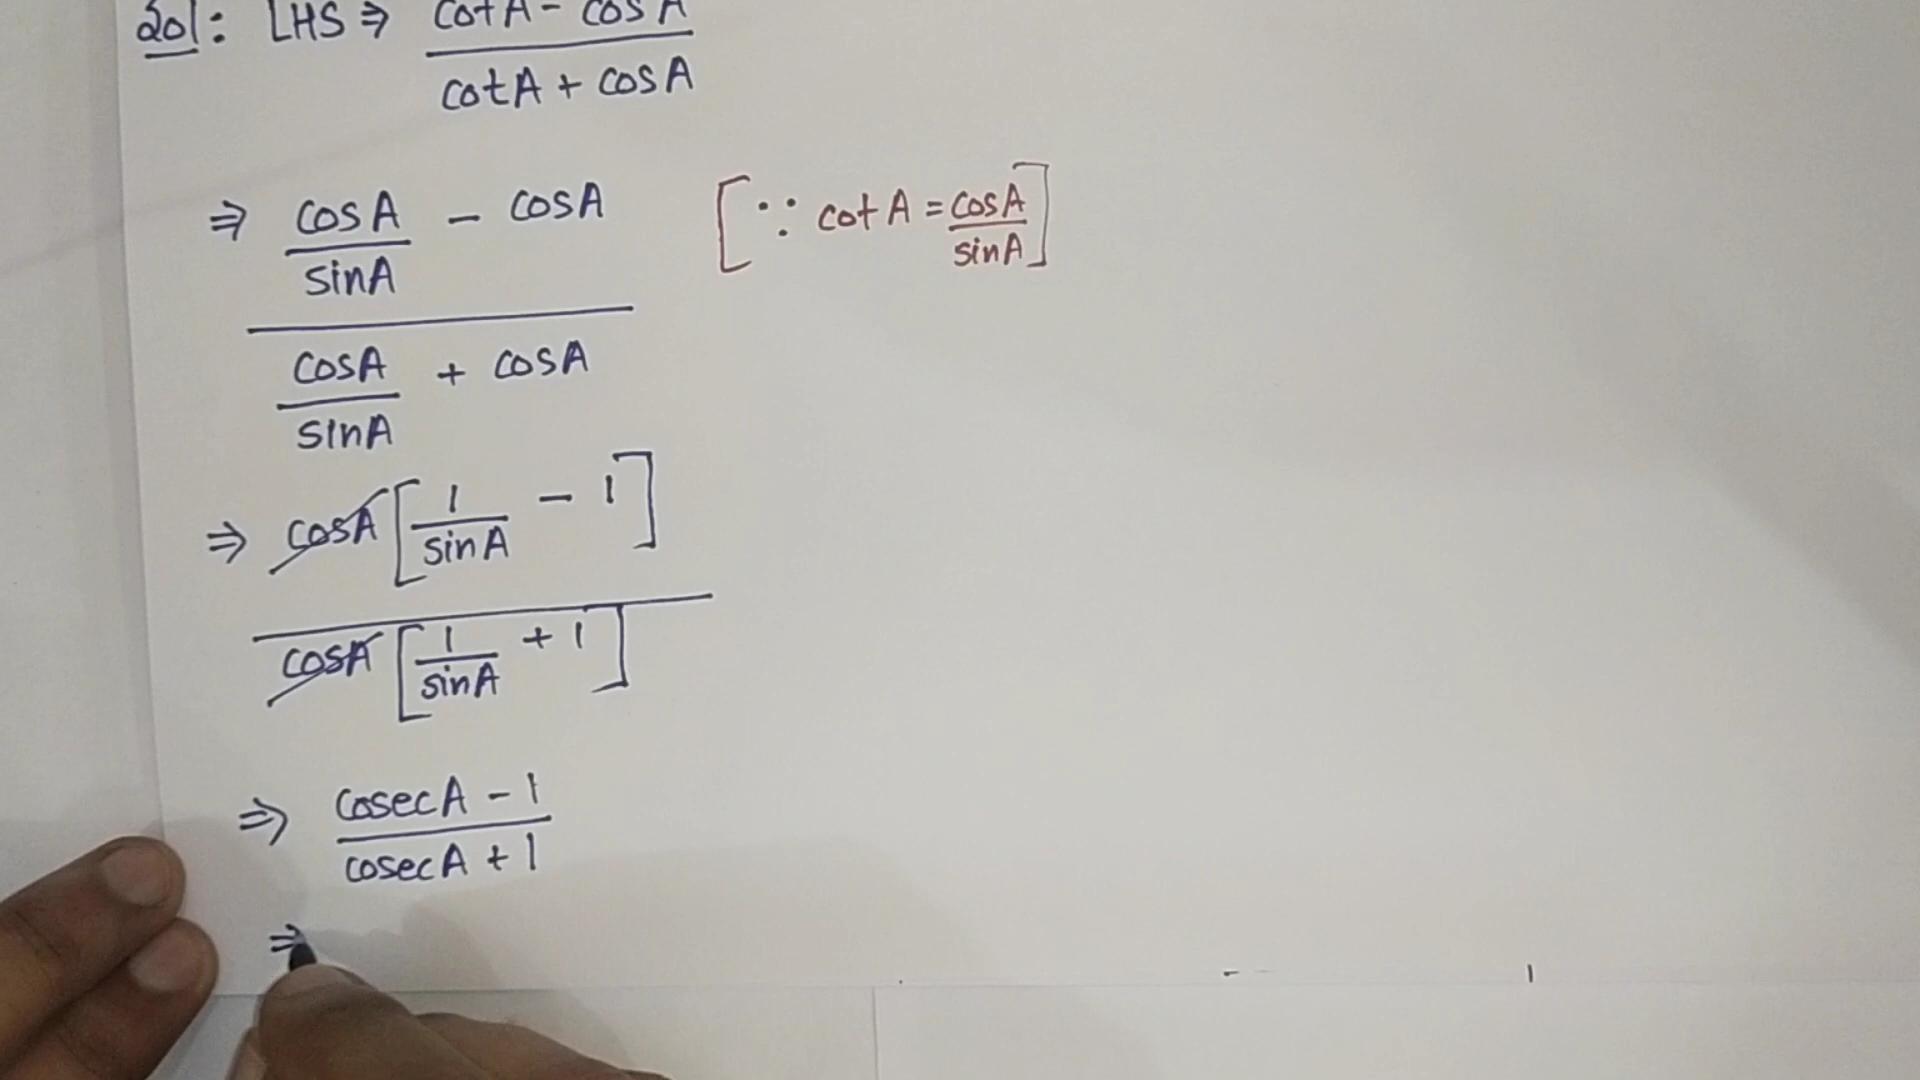 Sol: LHS ⇒ cotA - cosA
cotA + cosA
⇒ cosA - cosA [∵ cotA = cosA
sinA sinA]
cosA + cosA
sinA
⇒ cosA [1 - 1]
sinA
cosA [1 + 1]
sinA
⇒ cosecA - 1
cosecA + 1
⇒